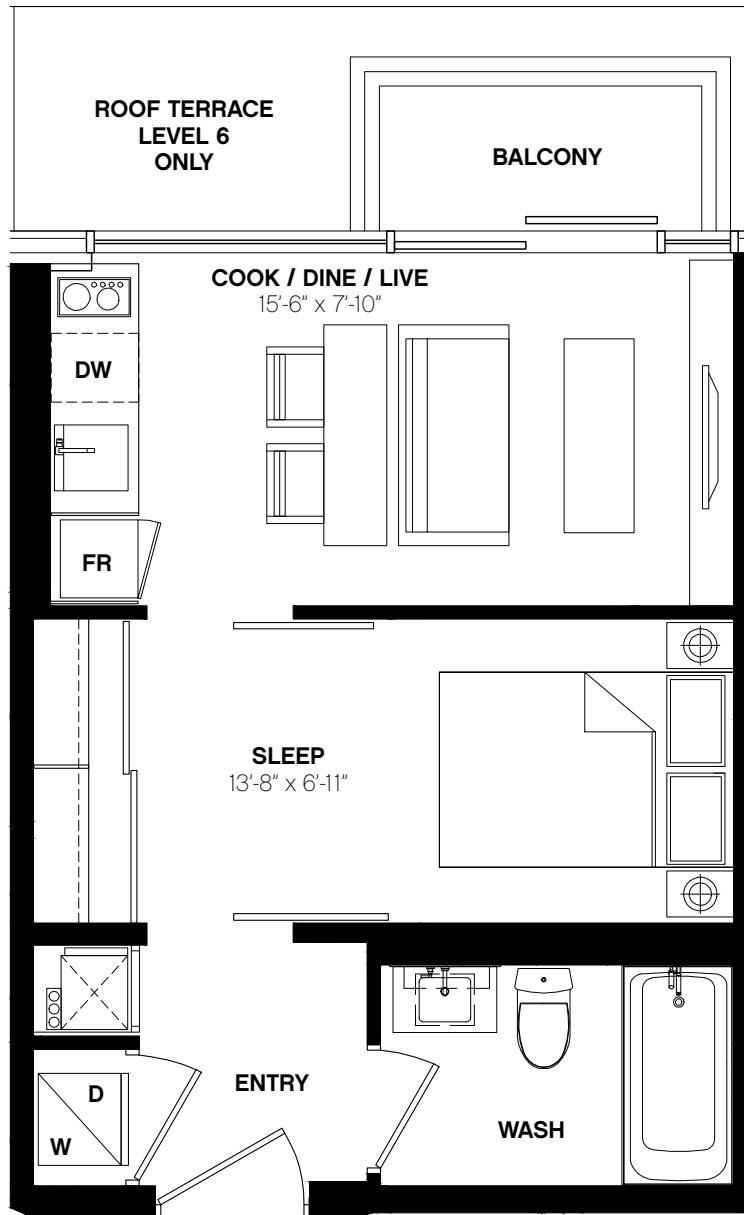 ROOF TERRACE
LEVEL 6
ONLY
BALCONY
COOK / DINE / LIVE
15'-6" x 7'-10"
DW
FR
SLEEP
13'-8" x 6'-11"
ENTRY
D
W
WASH